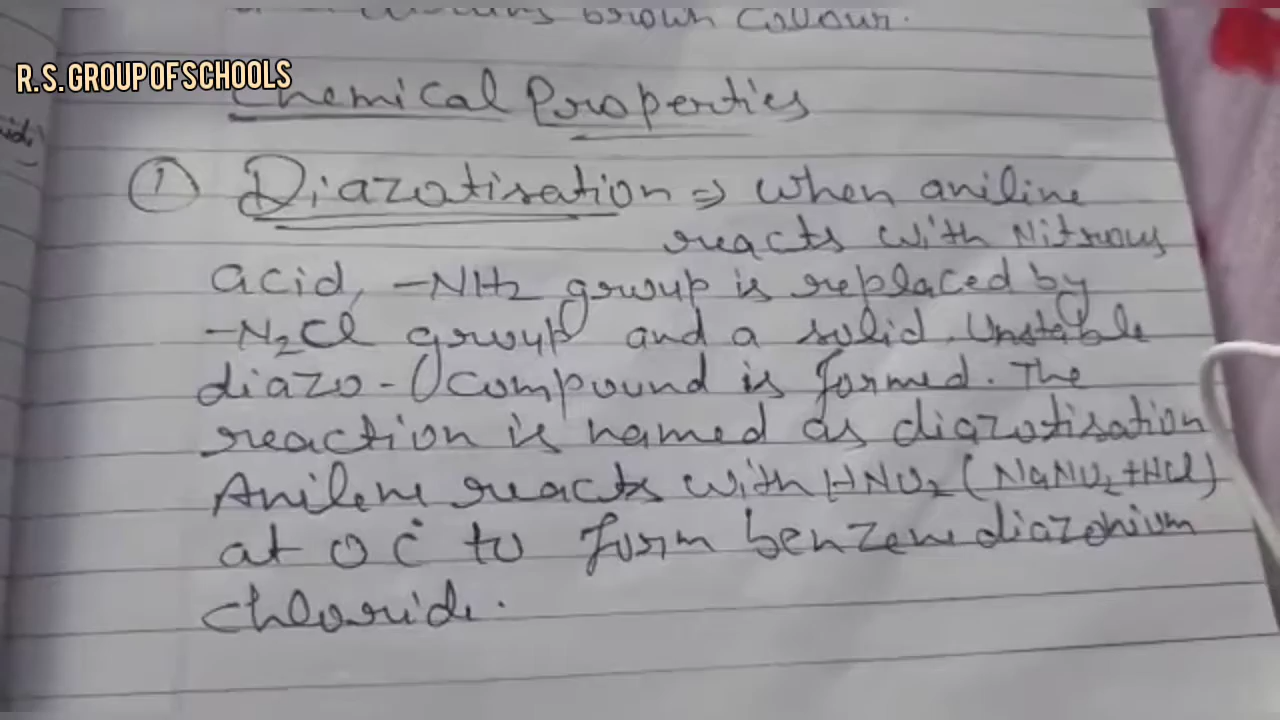 brown Colour.
R.S. GROUP OF SCHOOLS
Chemical Properties
① Diazotisation ⇒ When aniline
reacts with Nitrous
acid, -NH₂ group is replaced by
-N₂Cl group and a solid Unstable
diazo - Compound is formed. The
reaction is named as diazotisation
Anilene reacts with HNO₂ (NaNO₂+HCl)
at 0°C to form benzene diazonium
Chloride.